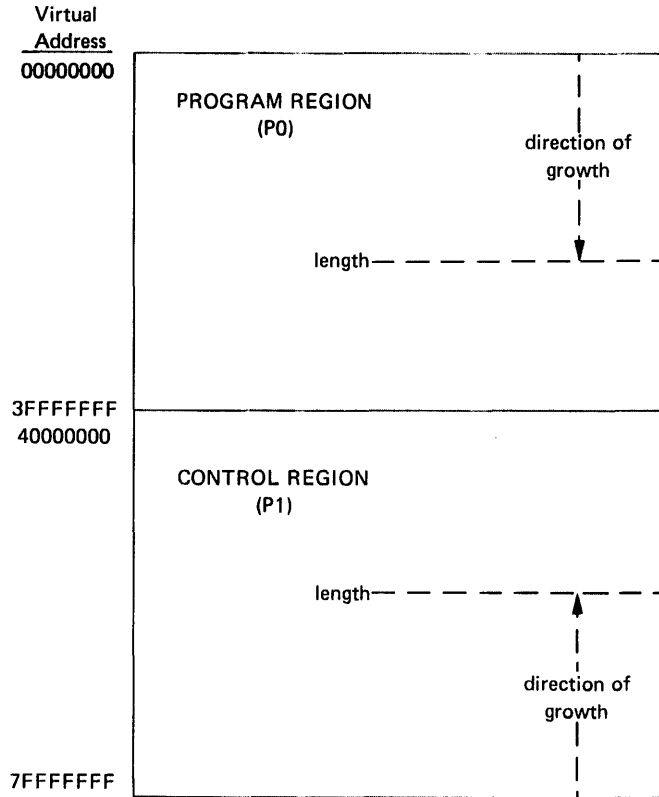 Virtual
Address
00000000
PROGRAM REGION
(P0)
direction of
growth
length
3FFFFFFF
40000000
CONTROL REGION
(P1)
length
direction of
growth
7FFFFFFF